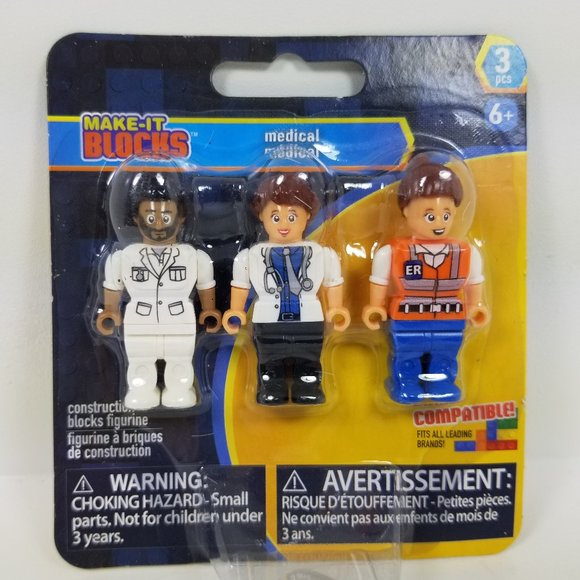 3
pcs
6+
MAKE-IT
BLOCKS™
medical
médical
ER
construction
blocks figurine
figurine à briques
de construction
COMPATIBLE!
FITS ALL LEADING
BRANDS!
WARNING:
CHOKING HAZARD - Small
parts. Not for children under
3 years.
AVERTISSEMENT:
RISQUE D'ÉTOUFFEMENT - Petites pièces.
Ne convient pas aux enfants de mois de
3 ans.